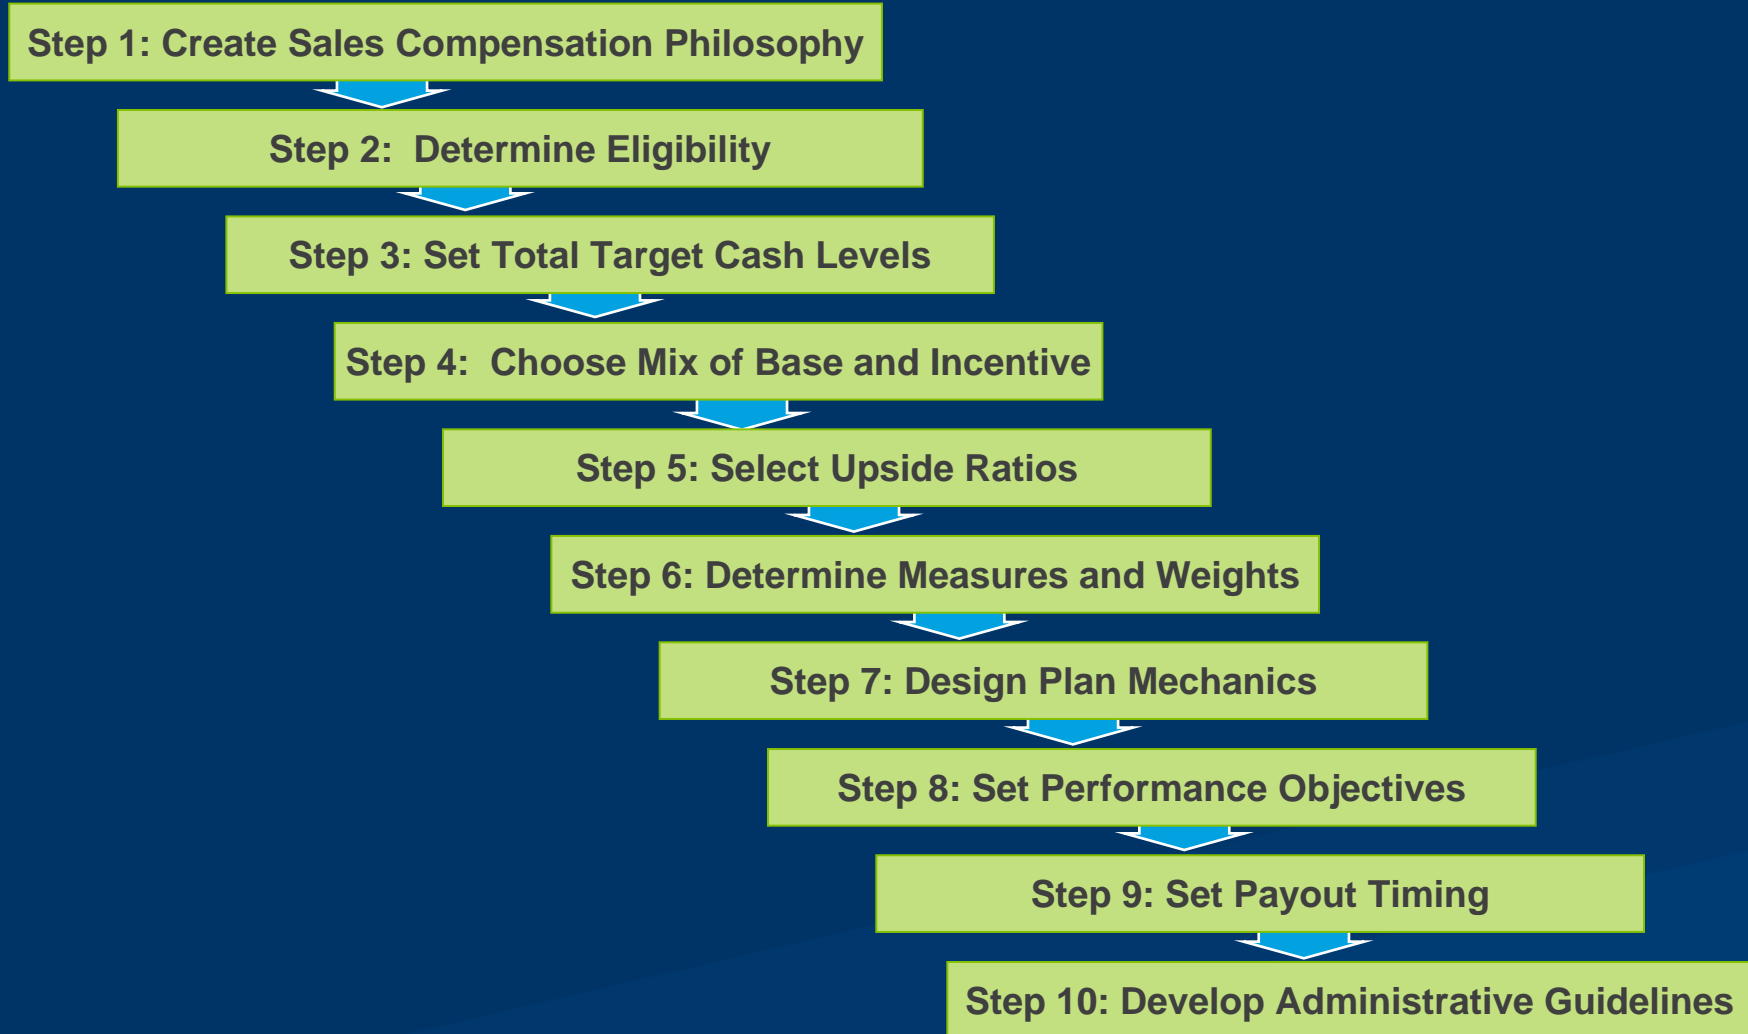 Step 1: Create Sales Compensation Philosophy
Step 2:  Determine Eligibility
Step 3: Set Total Target Cash Levels
Step 4:  Choose Mix of Base and Incentive
Step 5: Select Upside Ratios
Step 6: Determine Measures and Weights
Step 7: Design Plan Mechanics
Step 8: Set Performance Objectives
Step 9: Set Payout Timing
Step 10: Develop Administrative Guidelines